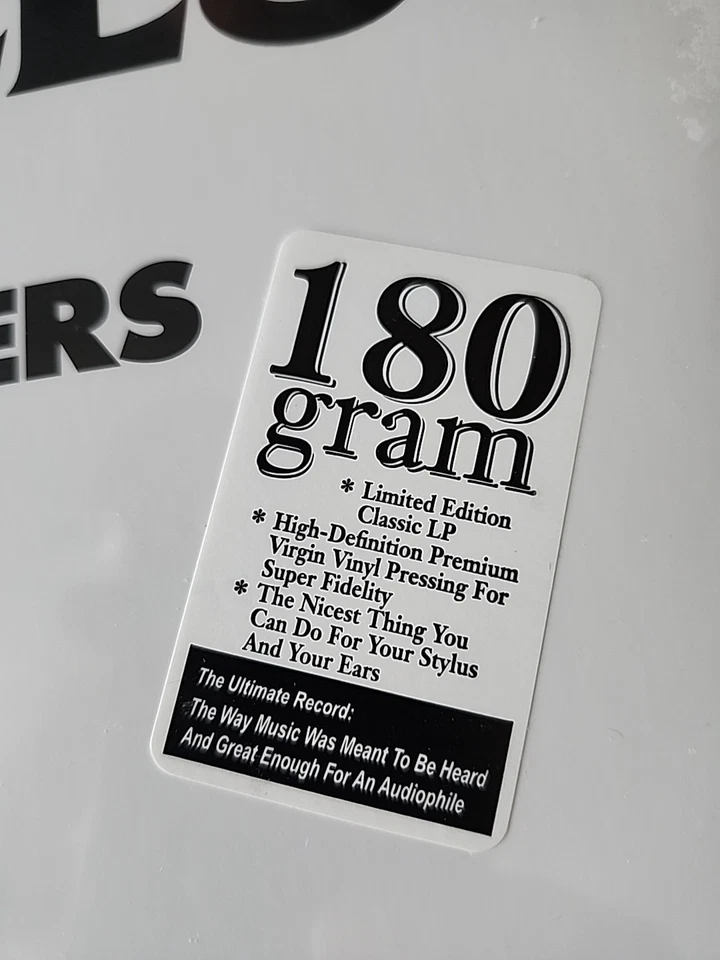 ERS
180
gram
* Limited Edition
Classic LP
* High-Definition Premium
Virgin Vinyl Pressing For
Super Fidelity
* The Nicest Thing You
Can Do For Your Stylus
And Your Ears
The Ultimate Record:
The Way Music Was Meant To Be Heard
And Great Enough For An Audiophile